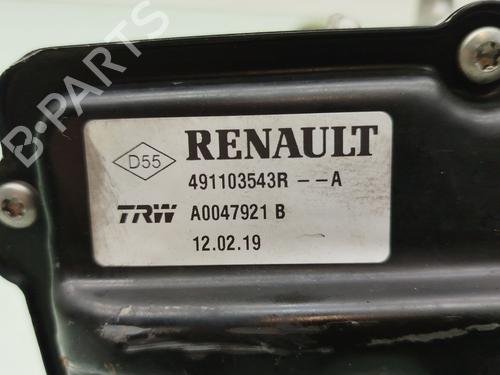 B-PARTS
D55
RENAULT
491103543R --A
TRW A0047921 B
12.02.19